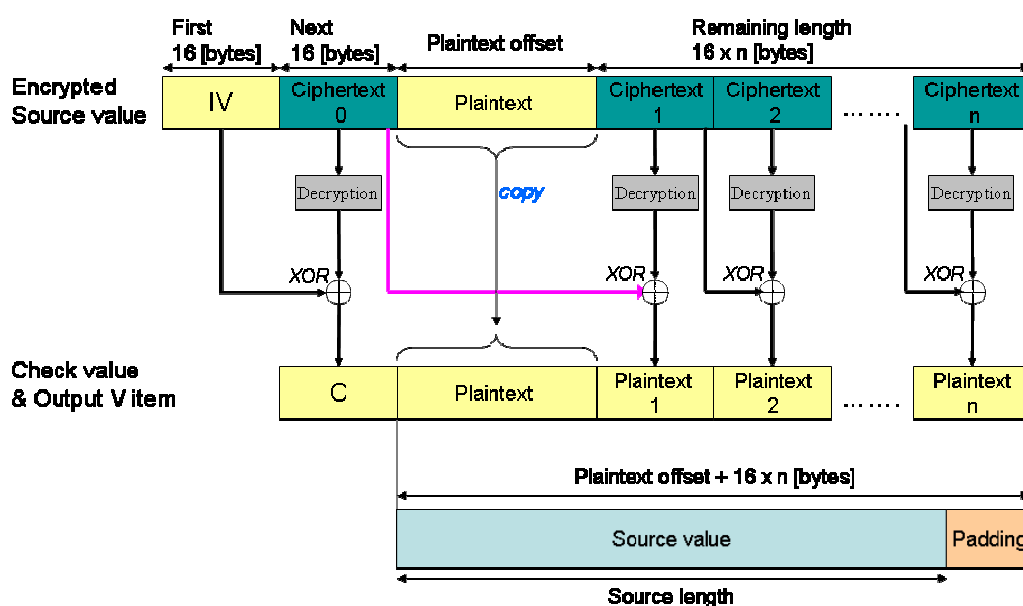 First
16 [bytes]
Next
16 [bytes]
Plaintext offset
Remaining length
16 x n [bytes]
Encrypted
Source value
IV
Ciphertext
0
Plaintext
Ciphertext
1
Ciphertext
2
........
Ciphertext
n
Decryption
copy
Decryption
Decryption
Decryption
XOR
XOR
XOR
XOR
Check value
& Output V item
C
Plaintext
Plaintext
1
Plaintext
2
........
Plaintext
n
Plaintext offset + 16 x n [bytes]
Source value
Padding
Source length